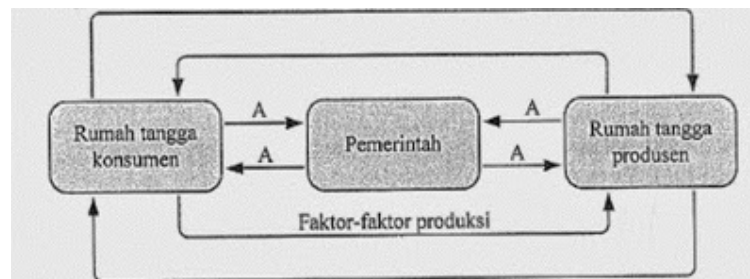 Rumah tangga
konsumen
A
A
Pemerintah
A
A
Rumah tangga
produsen
Faktor-faktor produksi